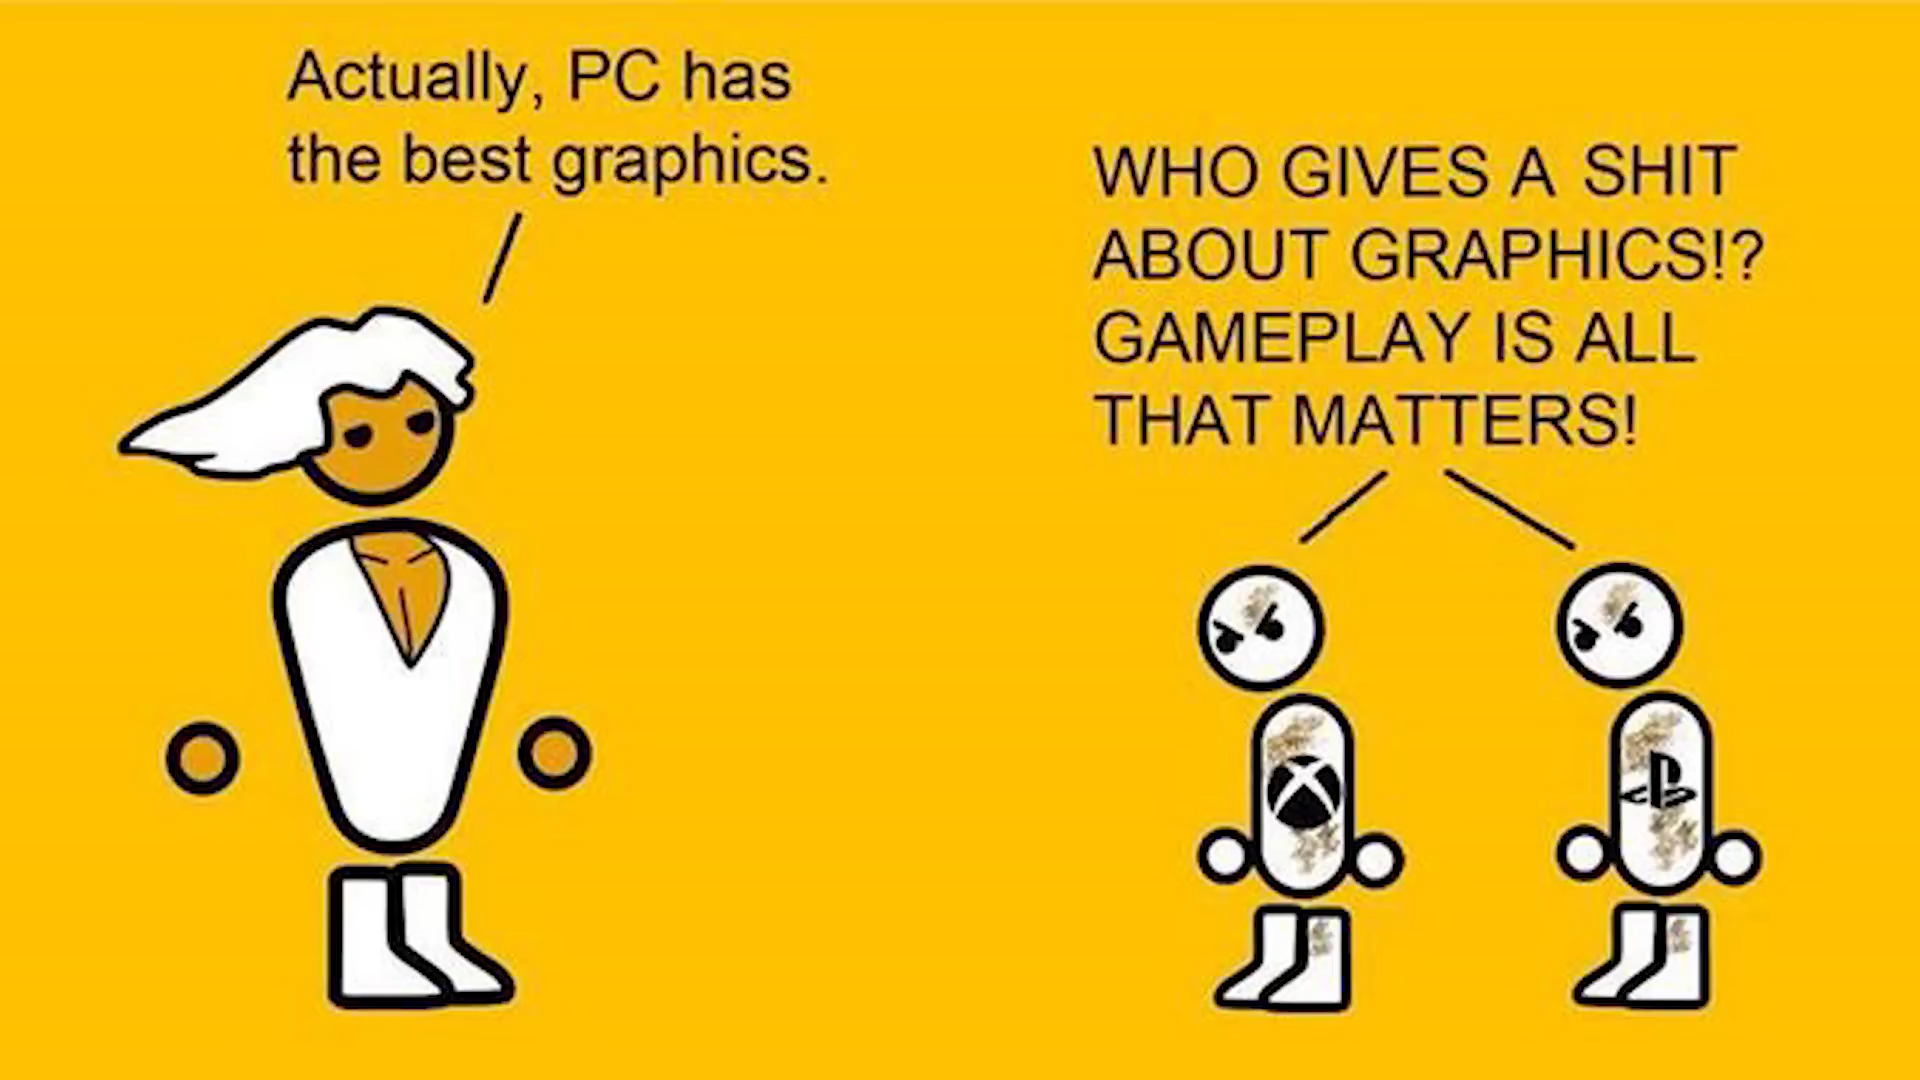 Actually, PC has
the best graphics.
WHO GIVES A SHIT
ABOUT GRAPHICS!?
GAMEPLAY IS ALL
THAT MATTERS!